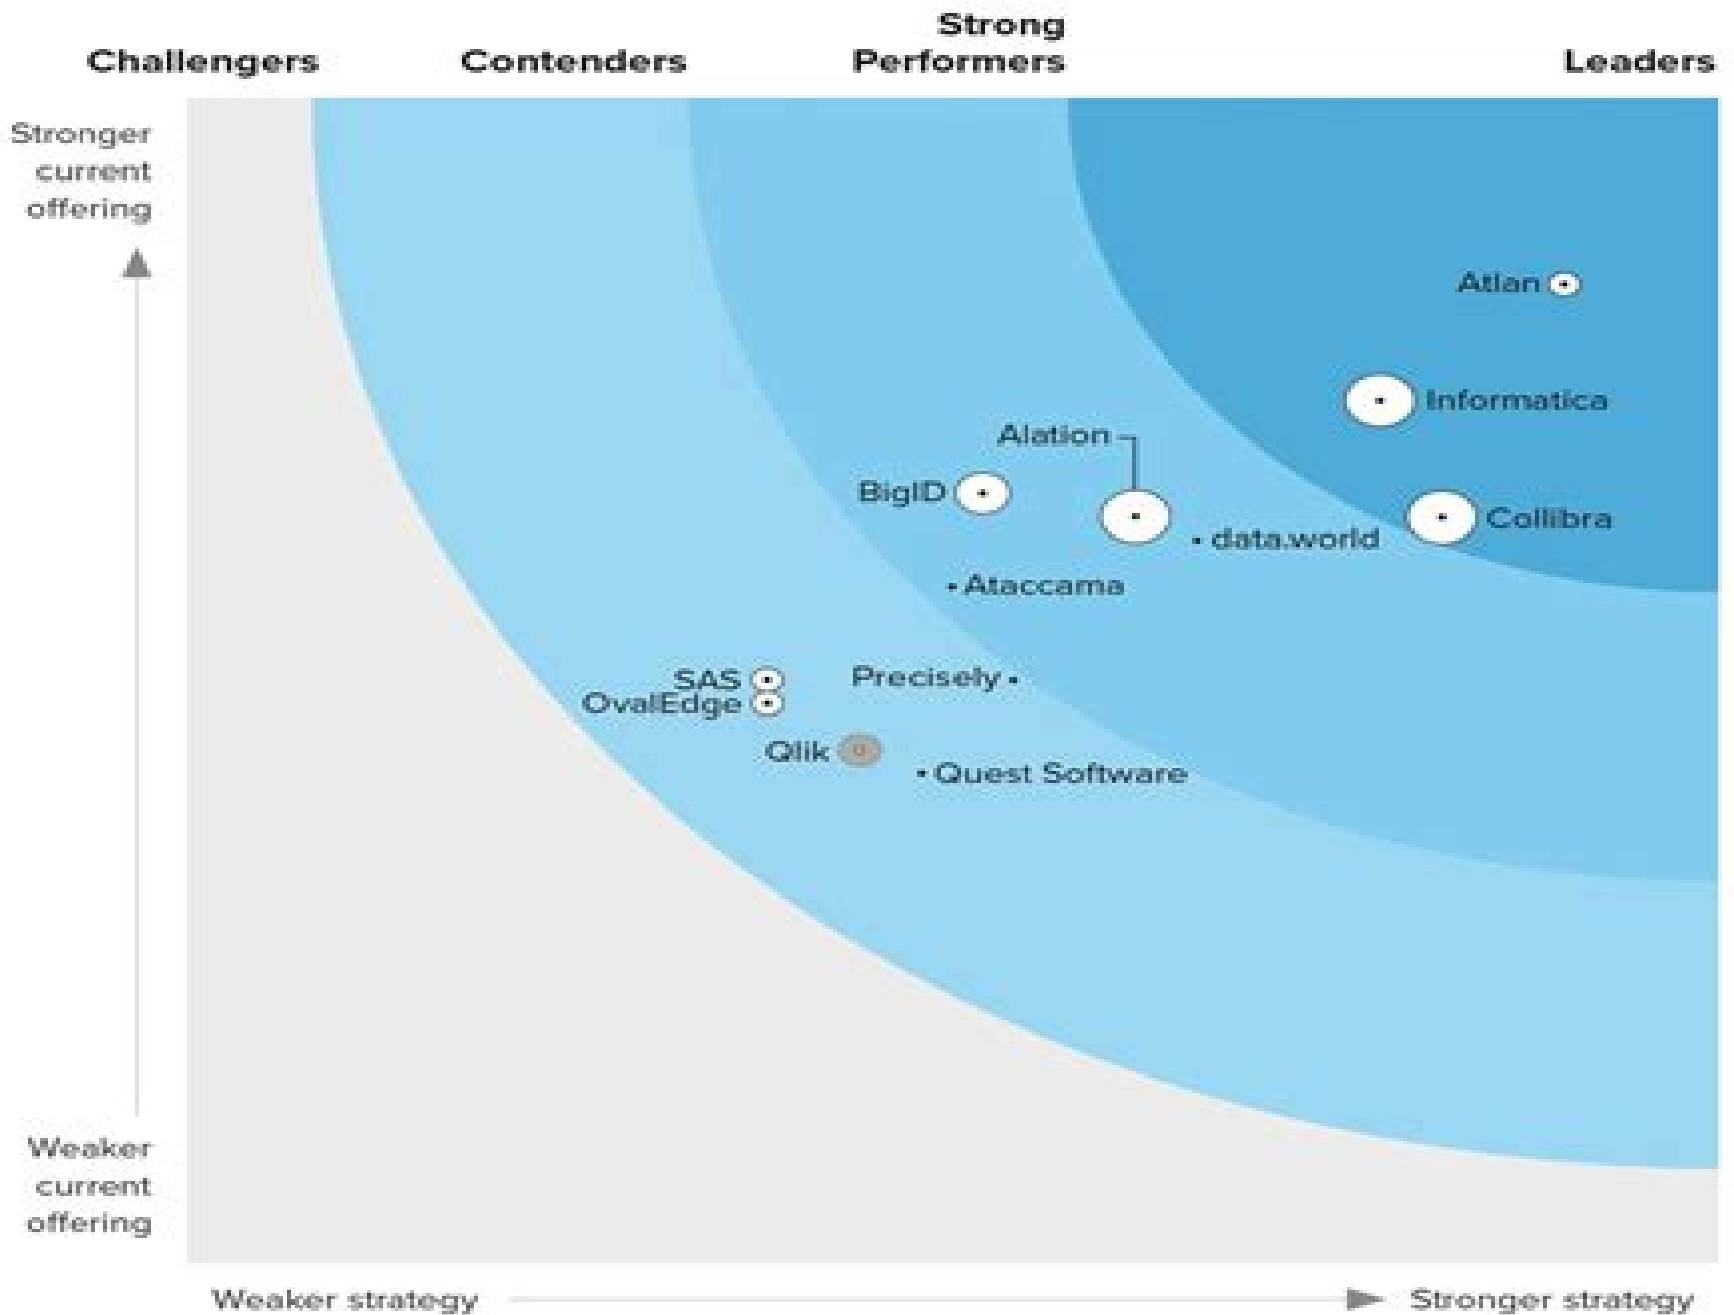 Strong
Challengers Contenders Performers Leaders
Stronger
current
offering
Atlan
Informatica
Alation
BigID
Collibra
data.world
Ataccama
SAS
Precisely
OvalEdge
Qlik
Quest Software
Weaker
current
offering
Weaker strategy Stronger strategy